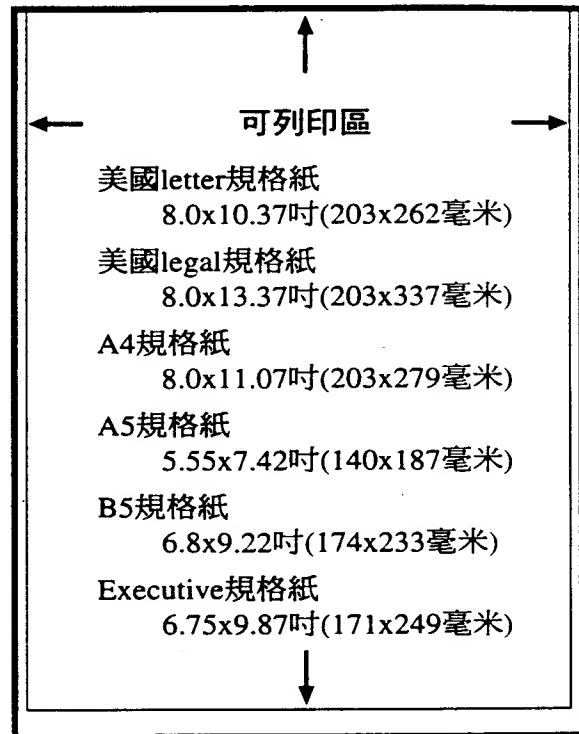 可列印區
美國letter規格紙
8.0x10.37吋(203x262毫米)
美國legal規格紙
8.0x13.37吋(203x337毫米)
A4規格紙
8.0x11.07吋(203x279毫米)
A5規格紙
5.55x7.42吋(140x187毫米)
B5規格紙
6.8x9.22吋(174x233毫米)
Executive規格紙
6.75x9.87吋(171x249毫米)